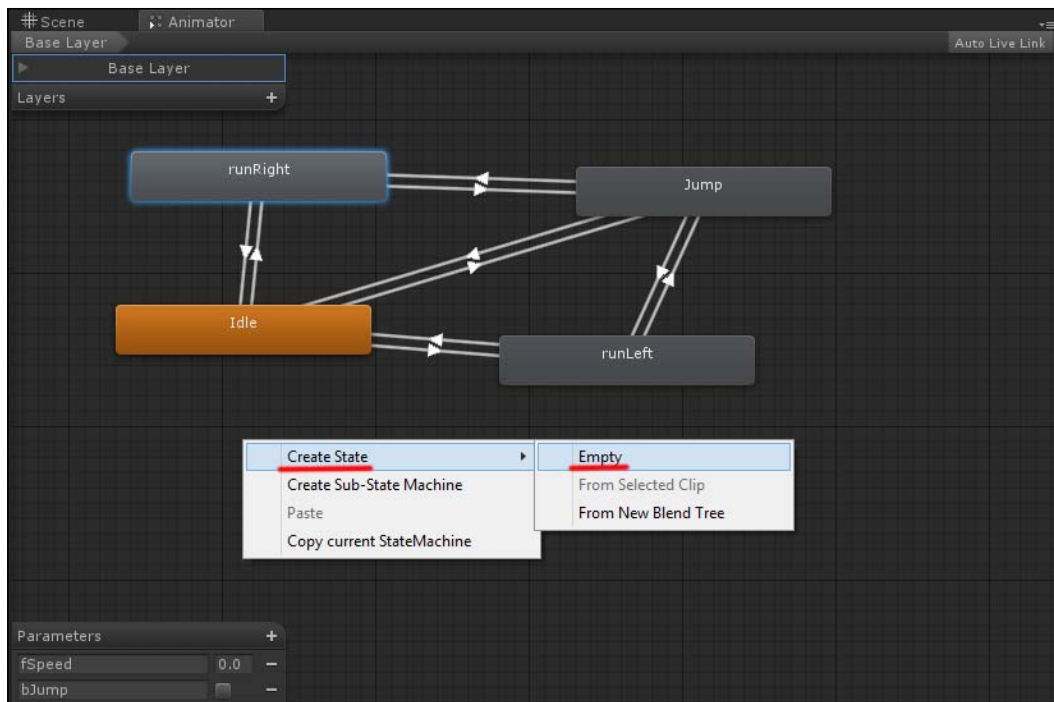 Scene
Animator
Base Layer
Auto Live Link
Base Layer
Layers +
runRight
Jump
Idle
runLeft
Create State
Create Sub-State Machine
Paste
Copy current StateMachine
Empty
From Selected Clip
From New Blend Tree
Parameters +
fSpeed 0.0 −
bJump −